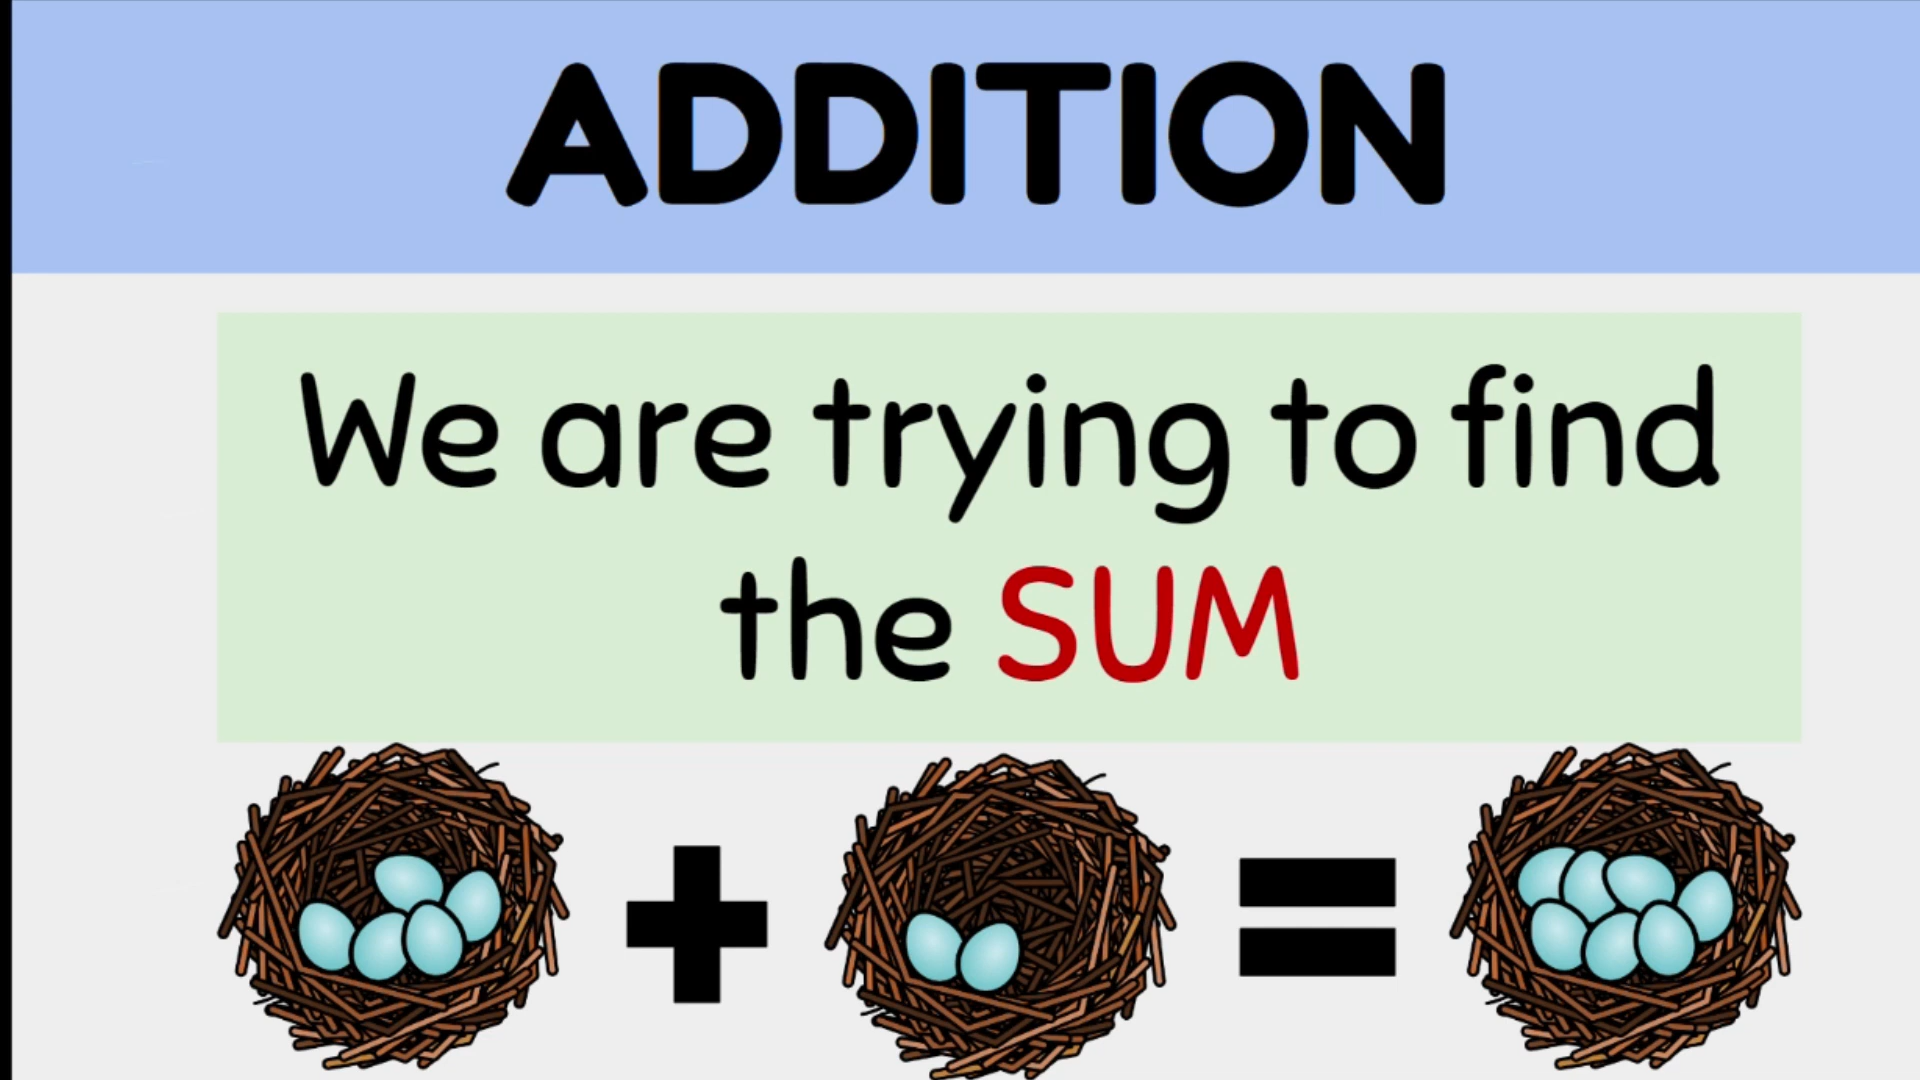 ADDITION
We are trying to find
the SUM
+ =